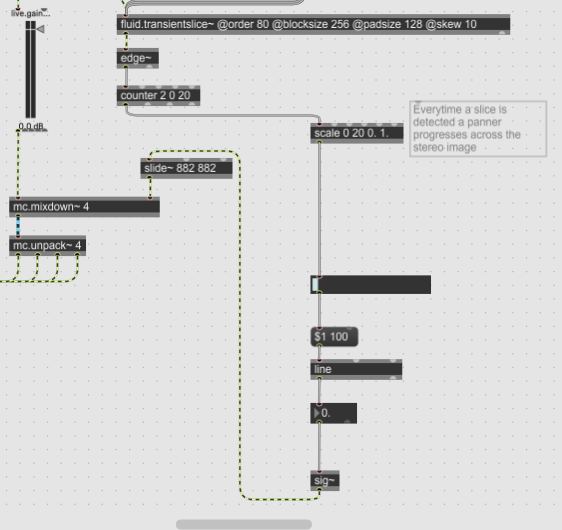 live.gain...
fluid.transientslice~ @order 80 @blocksize 256 @padsize 128 @skew 10
edge~
counter 2 0 20
Everytime a slice is
detected a panner
progresses across the
stereo image
scale 0 20 0. 1.
0.0 dB
slide~ 882 882
mc.mixdown~ 4
mc.unpack~ 4
$1 100
line
0.
sig~